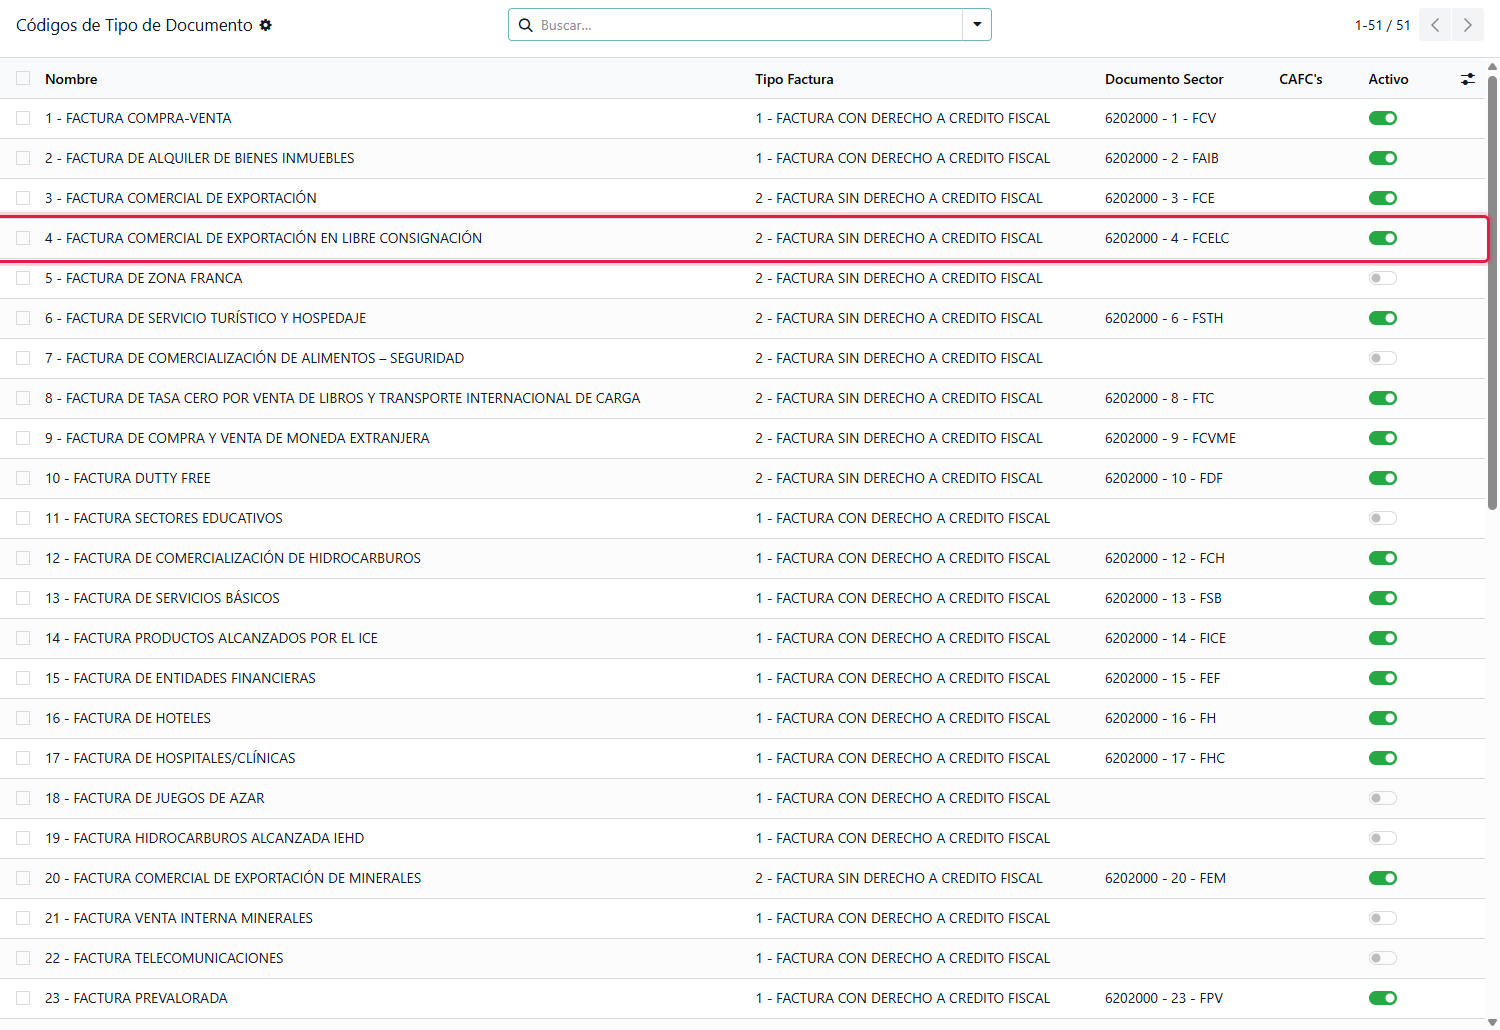 Códigos de Tipo de Documento
Buscar...
1-51 / 51
Nombre Tipo Factura Documento Sector CAFC's Activo
1 - FACTURA COMPRA-VENTA 1 - FACTURA CON DERECHO A CREDITO FISCAL 6202000 - 1 - FCV
2 - FACTURA DE ALQUILER DE BIENES INMUEBLES 1 - FACTURA CON DERECHO A CREDITO FISCAL 6202000 - 2 - FAIB
3 - FACTURA COMERCIAL DE EXPORTACIÓN 2 - FACTURA SIN DERECHO A CREDITO FISCAL 6202000 - 3 - FCE
4 - FACTURA COMERCIAL DE EXPORTACIÓN EN LIBRE CONSIGNACIÓN 2 - FACTURA SIN DERECHO A CREDITO FISCAL 6202000 - 4 - FCELC
5 - FACTURA DE ZONA FRANCA 2 - FACTURA SIN DERECHO A CREDITO FISCAL
6 - FACTURA DE SERVICIO TURÍSTICO Y HOSPEDAJE 2 - FACTURA SIN DERECHO A CREDITO FISCAL 6202000 - 6 - FSTH
7 - FACTURA DE COMERCIALIZACIÓN DE ALIMENTOS – SEGURIDAD 2 - FACTURA SIN DERECHO A CREDITO FISCAL
8 - FACTURA DE TASA CERO POR VENTA DE LIBROS Y TRANSPORTE INTERNACIONAL DE CARGA 2 - FACTURA SIN DERECHO A CREDITO FISCAL 6202000 - 8 - FTC
9 - FACTURA DE COMPRA Y VENTA DE MONEDA EXTRANJERA 2 - FACTURA SIN DERECHO A CREDITO FISCAL 6202000 - 9 - FCVME
10 - FACTURA DUTTY FREE 2 - FACTURA SIN DERECHO A CREDITO FISCAL 6202000 - 10 - FDF
11 - FACTURA SECTORES EDUCATIVOS 1 - FACTURA CON DERECHO A CREDITO FISCAL
12 - FACTURA DE COMERCIALIZACIÓN DE HIDROCARBUROS 1 - FACTURA CON DERECHO A CREDITO FISCAL 6202000 - 12 - FCH
13 - FACTURA DE SERVICIOS BÁSICOS 1 - FACTURA CON DERECHO A CREDITO FISCAL 6202000 - 13 - FSB
14 - FACTURA PRODUCTOS ALCANZADOS POR EL ICE 1 - FACTURA CON DERECHO A CREDITO FISCAL 6202000 - 14 - FICE
15 - FACTURA DE ENTIDADES FINANCIERAS 1 - FACTURA CON DERECHO A CREDITO FISCAL 6202000 - 15 - FEF
16 - FACTURA DE HOTELES 1 - FACTURA CON DERECHO A CREDITO FISCAL 6202000 - 16 - FH
17 - FACTURA DE HOSPITALES/CLÍNICAS 1 - FACTURA CON DERECHO A CREDITO FISCAL 6202000 - 17 - FHC
18 - FACTURA DE JUEGOS DE AZAR 1 - FACTURA CON DERECHO A CREDITO FISCAL
19 - FACTURA HIDROCARBUROS ALCANZADA IEHD 1 - FACTURA CON DERECHO A CREDITO FISCAL
20 - FACTURA COMERCIAL DE EXPORTACIÓN DE MINERALES 2 - FACTURA SIN DERECHO A CREDITO FISCAL 6202000 - 20 - FEM
21 - FACTURA VENTA INTERNA MINERALES 1 - FACTURA CON DERECHO A CREDITO FISCAL
22 - FACTURA TELECOMUNICACIONES 1 - FACTURA CON DERECHO A CREDITO FISCAL
23 - FACTURA PREVALORADA 1 - FACTURA CON DERECHO A CREDITO FISCAL 6202000 - 23 - FPV